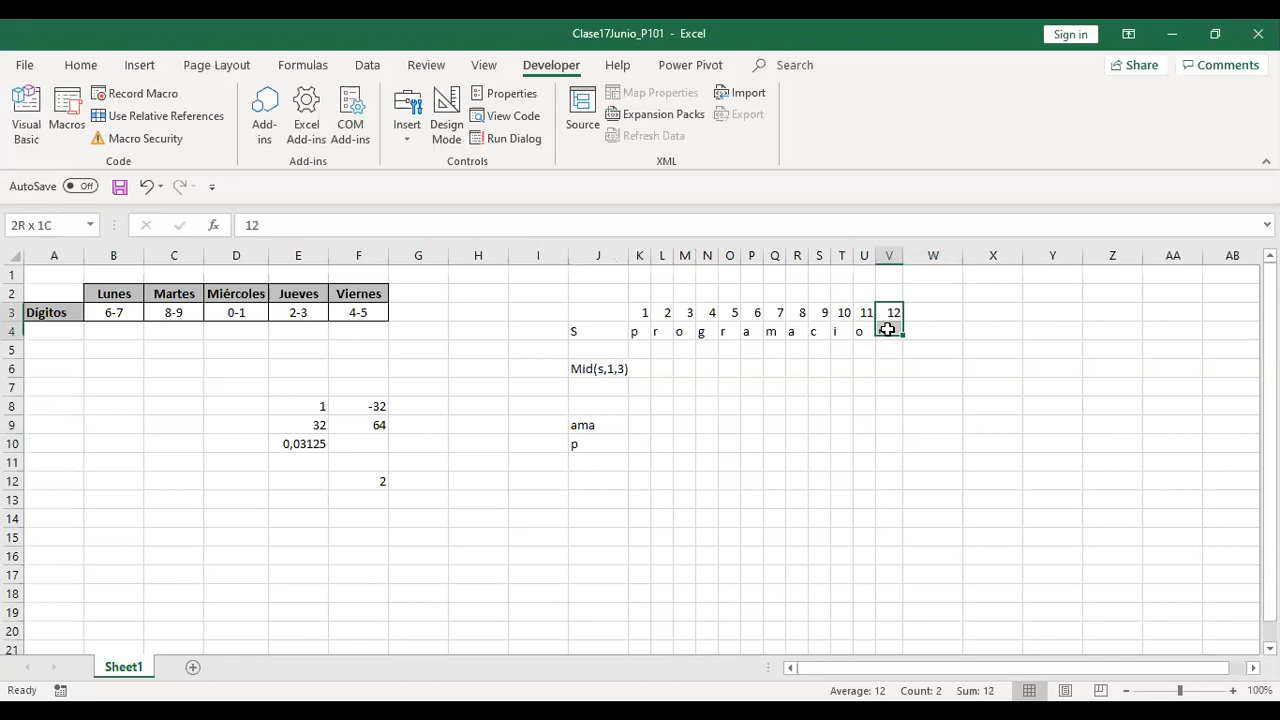 Clase17Junio_P101 - Excel
Sign in
File Home Insert Page Layout Formulas Data Review View Developer Help Power Pivot Search Share Comments
Visual Basic
Macros
Record Macro
Use Relative References
Macro Security
Code
Add-ins
Excel Add-ins
COM Add-ins
Add-ins
Insert
Design Mode
Properties
View Code
Run Dialog
Controls
Source
Map Properties
Expansion Packs
Refresh Data
Import
Export
XML
AutoSave Off
2R x 1C fx 12
A B C D E F G H I J K L M N O P Q R S T U V W X Y Z AA AB
1
2 Lunes Martes Miércoles Jueves Viernes
3 Dígitos 6-7 8-9 0-1 2-3 4-5 1 2 3 4 5 6 7 8 9 10 11 12
4 S p r o g r a m a c i o
5
6 Mid(s,1,3)
7
8 1 -32
9 32 64 ama
10 0,03125 p
11
12 2
13
14
15
16
17
18
19
20
21
Sheet1
Ready Average: 12 Count: 2 Sum: 12 100%